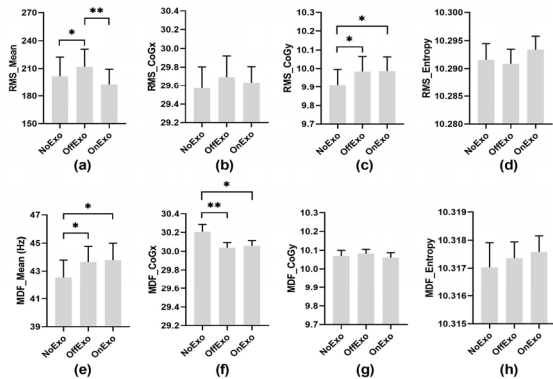 RMS_Mean
270
240
210
180
150
*
**
NoExo
OffExo
OnExo
(a)
RMS_CoGx
30.4
30.2
30.0
29.8
29.6
29.4
29.2
NoExo
OffExo
OnExo
(b)
RMS_CoGy
10.3
10.2
10.1
10.0
9.9
9.8
9.7
*
*
NoExo
OffExo
OnExo
(c)
RMS_Entropy
10.300
10.295
10.290
10.285
10.280
NoExo
OffExo
OnExo
(d)
MDF_Mean (Hz)
47
45
43
41
39
*
*
NoExo
OffExo
OnExo
(e)
MDF_CoGx
30.4
30.2
30.0
29.8
29.6
29.4
29.2
*
**
NoExo
OffExo
OnExo
(f)
MDF_CoGy
10.3
10.2
10.1
10.0
9.9
9.8
9.7
NoExo
OffExo
OnExo
(g)
MDF_Entropy
10.319
10.317
10.315
NoExo
OffExo
OnExo
(h)